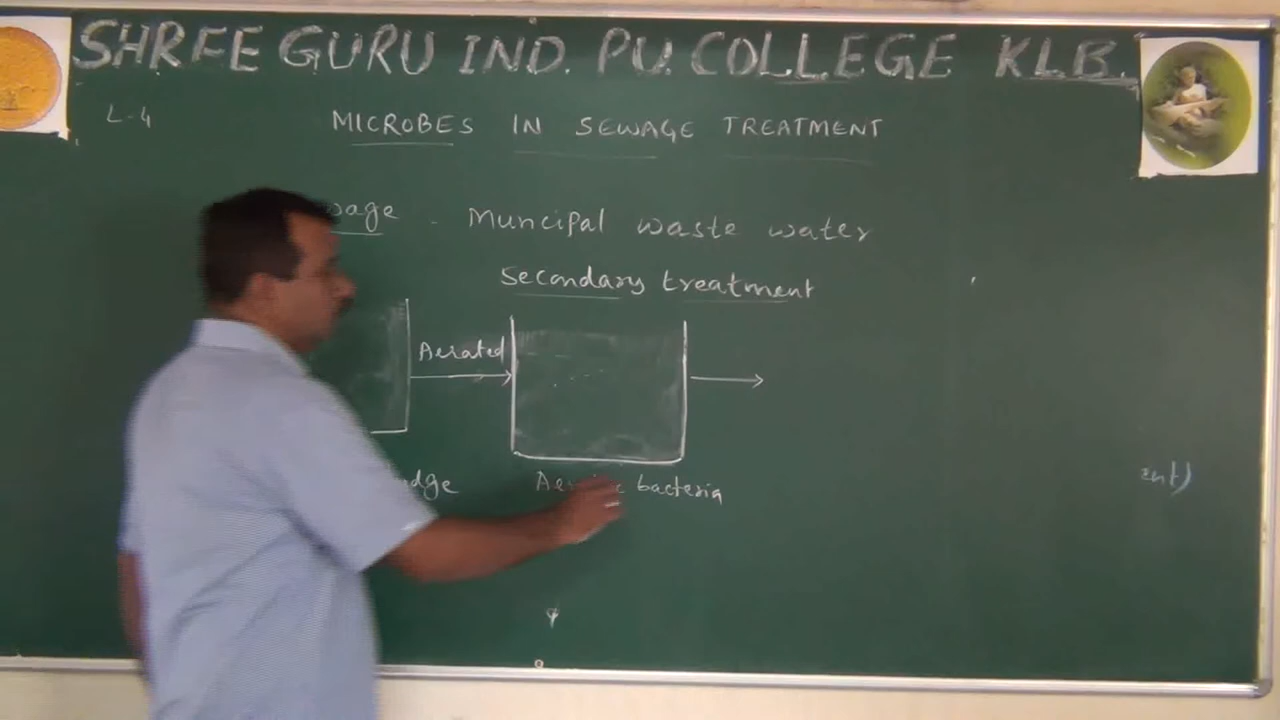 SHREE GURU IND. PU. COLLEGE KLB.
L-4
MICROBES IN SEWAGE TREATMENT
wage - Muncipal waste water
Secondary treatment
Aerated
dge
bacteria
ent)